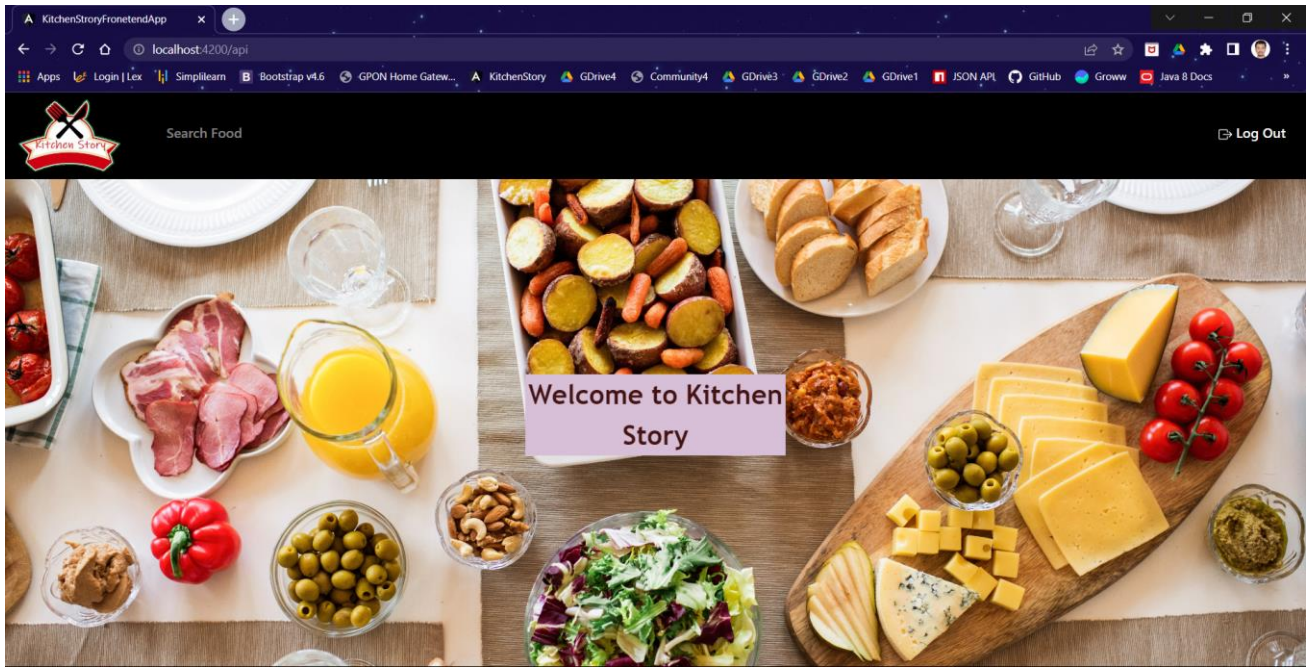 KitchenStroryFronetendApp
localhost:4200/api
Apps Login | Lex Simplilearn B Bootstrap v4.6 GPON Home Gatew... KitchenStory GDrive4 Community4 GDrive3 GDrive2 GDrive1 JSON API, GitHub Groww Java 8 Docs »
Kitchen Story
Search Food
Log Out
Welcome to Kitchen
Story